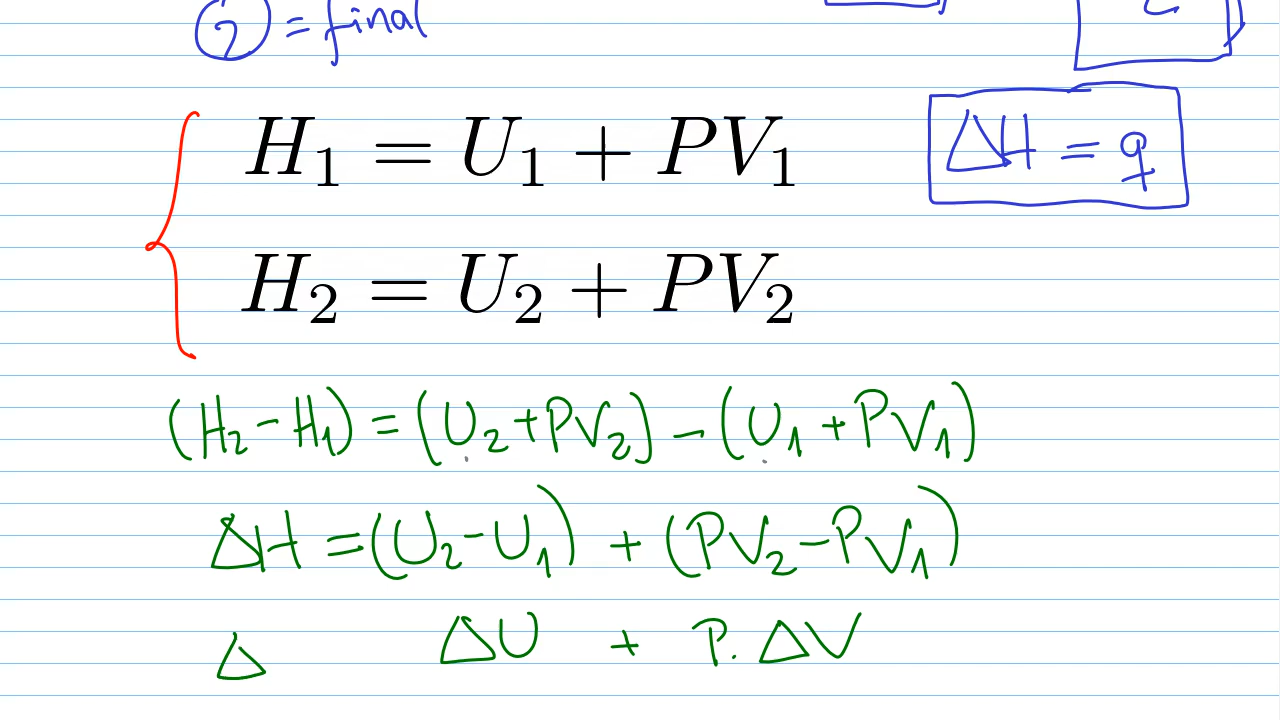 ② = final
H₁ = U₁ + PV₁
ΔH = q
H₂ = U₂ + PV₂
(H₂ - H₁) = (U₂ + PV₂) - (U₁ + PV₁)
ΔH = (U₂ - U₁) + (PV₂ - PV₁)
Δ ΔU + P. ΔV